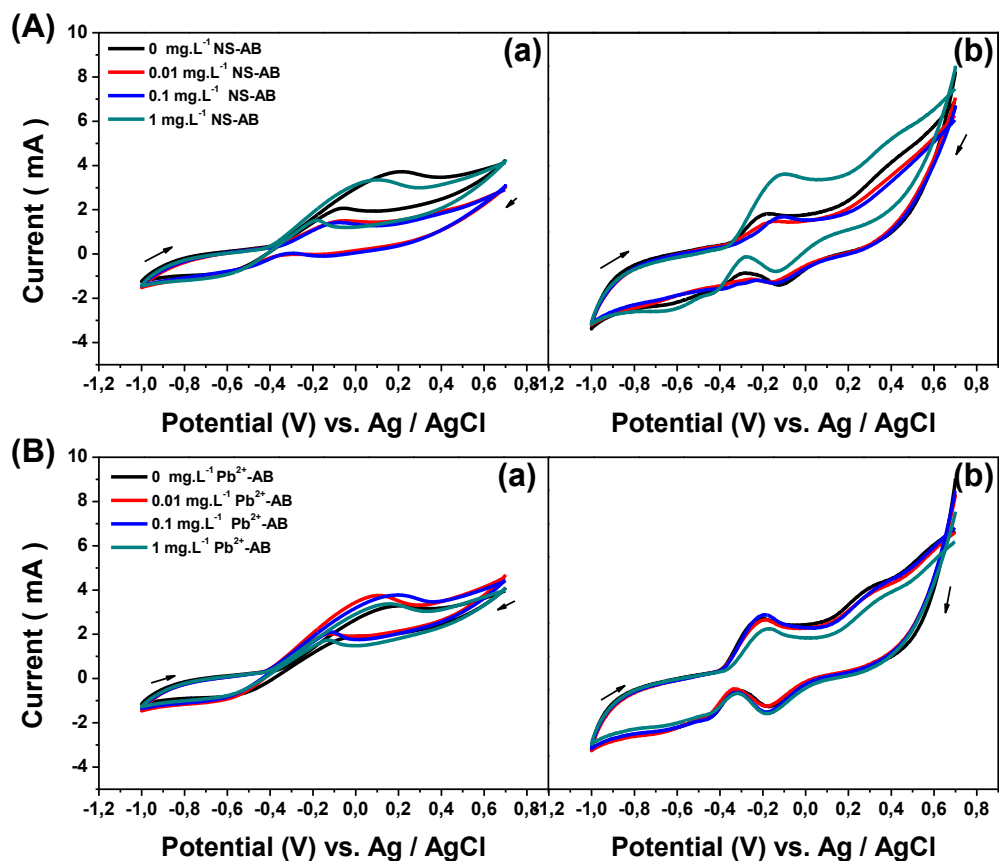 (A)
(a)
(b)
0 mg.L⁻¹ NS-AB
0.01 mg.L⁻¹ NS-AB
0.1 mg.L⁻¹ NS-AB
1 mg.L⁻¹ NS-AB
Current ( mA )
10
8
6
4
2
0
-2
-4
-1,2 -1,0 -0,8 -0,6 -0,4 -0,2 0,0 0,2 0,4 0,6 0,8
-1,0 -0,8 -0,6 -0,4 -0,2 0,0 0,2 0,4 0,6 0,8
Potential (V) vs. Ag / AgCl
Potential (V) vs. Ag / AgCl
(B)
(a)
(b)
0 mg.L⁻¹ Pb²⁺-AB
0.01 mg.L⁻¹ Pb²⁺-AB
0.1 mg.L⁻¹ Pb²⁺-AB
1 mg.L⁻¹ Pb²⁺-AB
Current ( mA )
10
8
6
4
2
0
-2
-4
-1,2 -1,0 -0,8 -0,6 -0,4 -0,2 0,0 0,2 0,4 0,6 0,8
-1,0 -0,8 -0,6 -0,4 -0,2 0,0 0,2 0,4 0,6 0,8
Potential (V) vs. Ag / AgCl
Potential (V) vs. Ag / AgCl